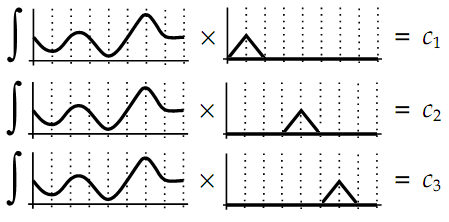 ∫ × = c₁
∫ × = c₂
∫ × = c₃